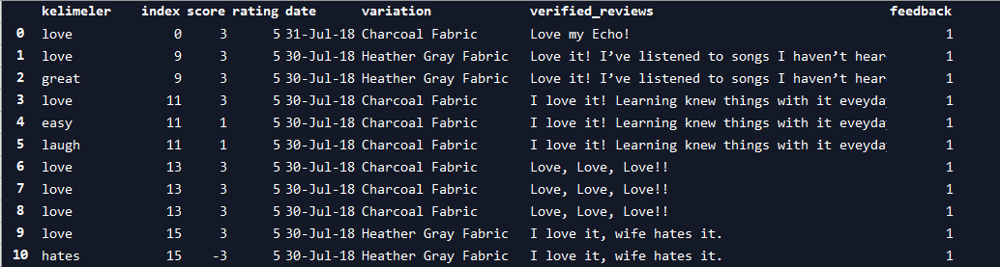 kelimeler index score rating date variation verified_reviews feedback
0 love 0 3 5 31-Jul-18 Charcoal Fabric Love my Echo! 1
1 love 9 3 5 30-Jul-18 Heather Gray Fabric Love it! I’ve listened to songs I haven’t hear 1
2 great 9 3 5 30-Jul-18 Heather Gray Fabric Love it! I’ve listened to songs I haven’t hear 1
3 love 11 3 5 30-Jul-18 Charcoal Fabric I love it! Learning knew things with it eveyda 1
4 easy 11 1 5 30-Jul-18 Charcoal Fabric I love it! Learning knew things with it eveyda 1
5 laugh 11 1 5 30-Jul-18 Charcoal Fabric I love it! Learning knew things with it eveyda 1
6 love 13 3 5 30-Jul-18 Charcoal Fabric Love, Love, Love!! 1
7 love 13 3 5 30-Jul-18 Charcoal Fabric Love, Love, Love!! 1
8 love 13 3 5 30-Jul-18 Charcoal Fabric Love, Love, Love!! 1
9 love 15 3 5 30-Jul-18 Heather Gray Fabric I love it, wife hates it. 1
10 hates 15 -3 5 30-Jul-18 Heather Gray Fabric I love it, wife hates it. 1